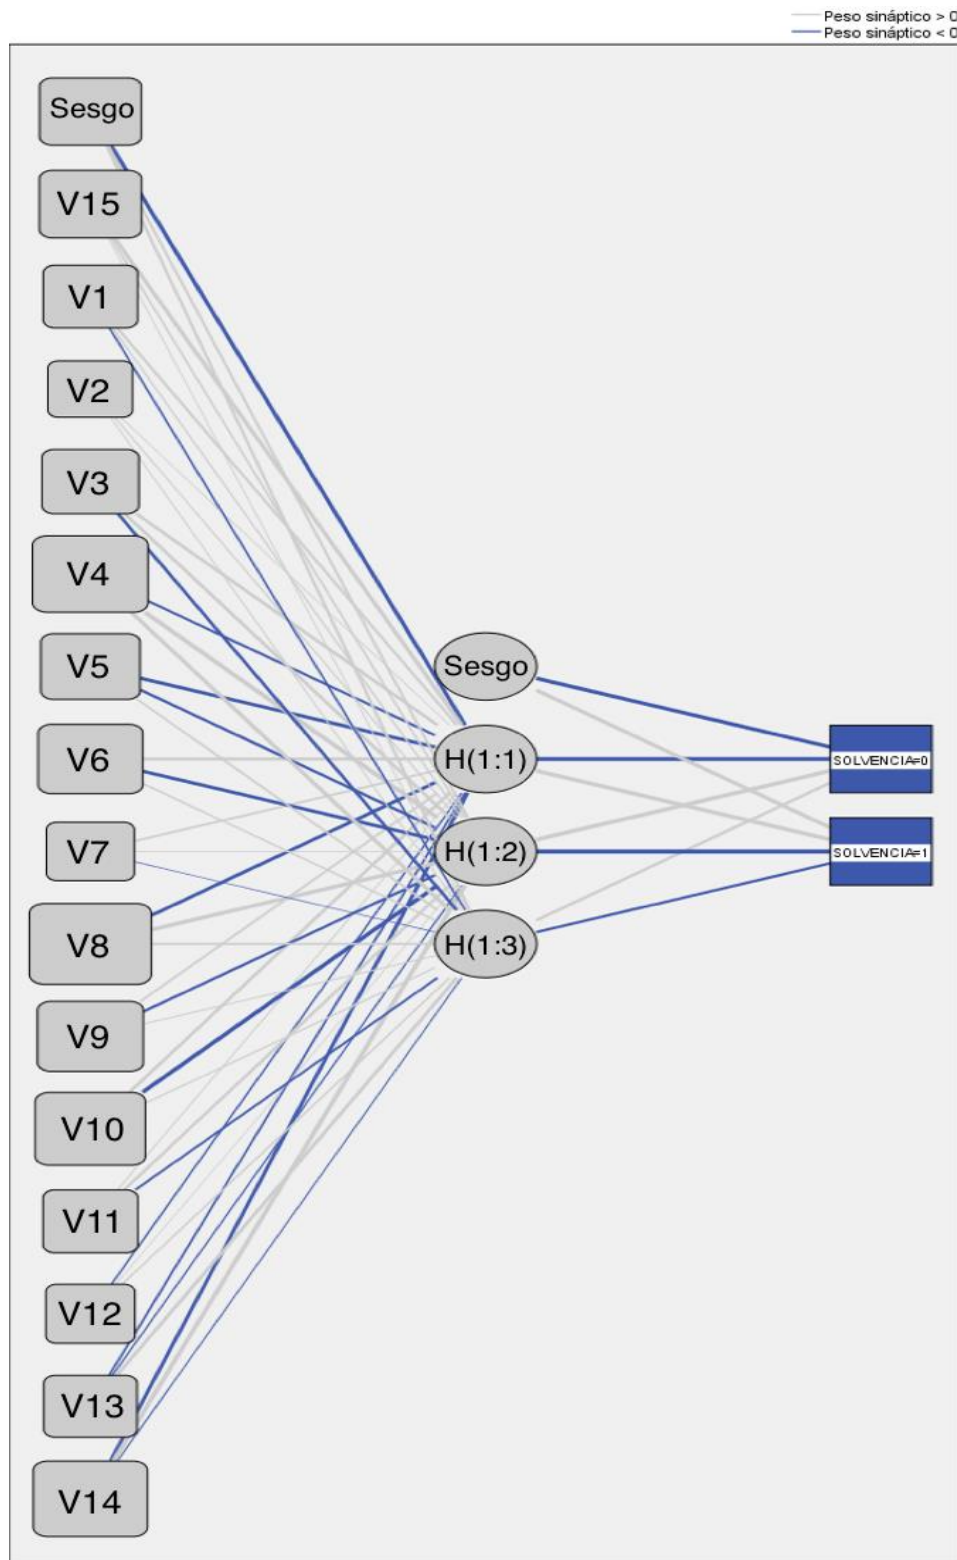 Peso sináptico > 0
Peso sináptico < 0
Sesgo
V15
V1
V2
V3
V4
V5
V6
V7
V8
V9
V10
V11
V12
V13
V14
Sesgo
H(1:1)
H(1:2)
H(1:3)
SOLVENCIA=0
SOLVENCIA=1